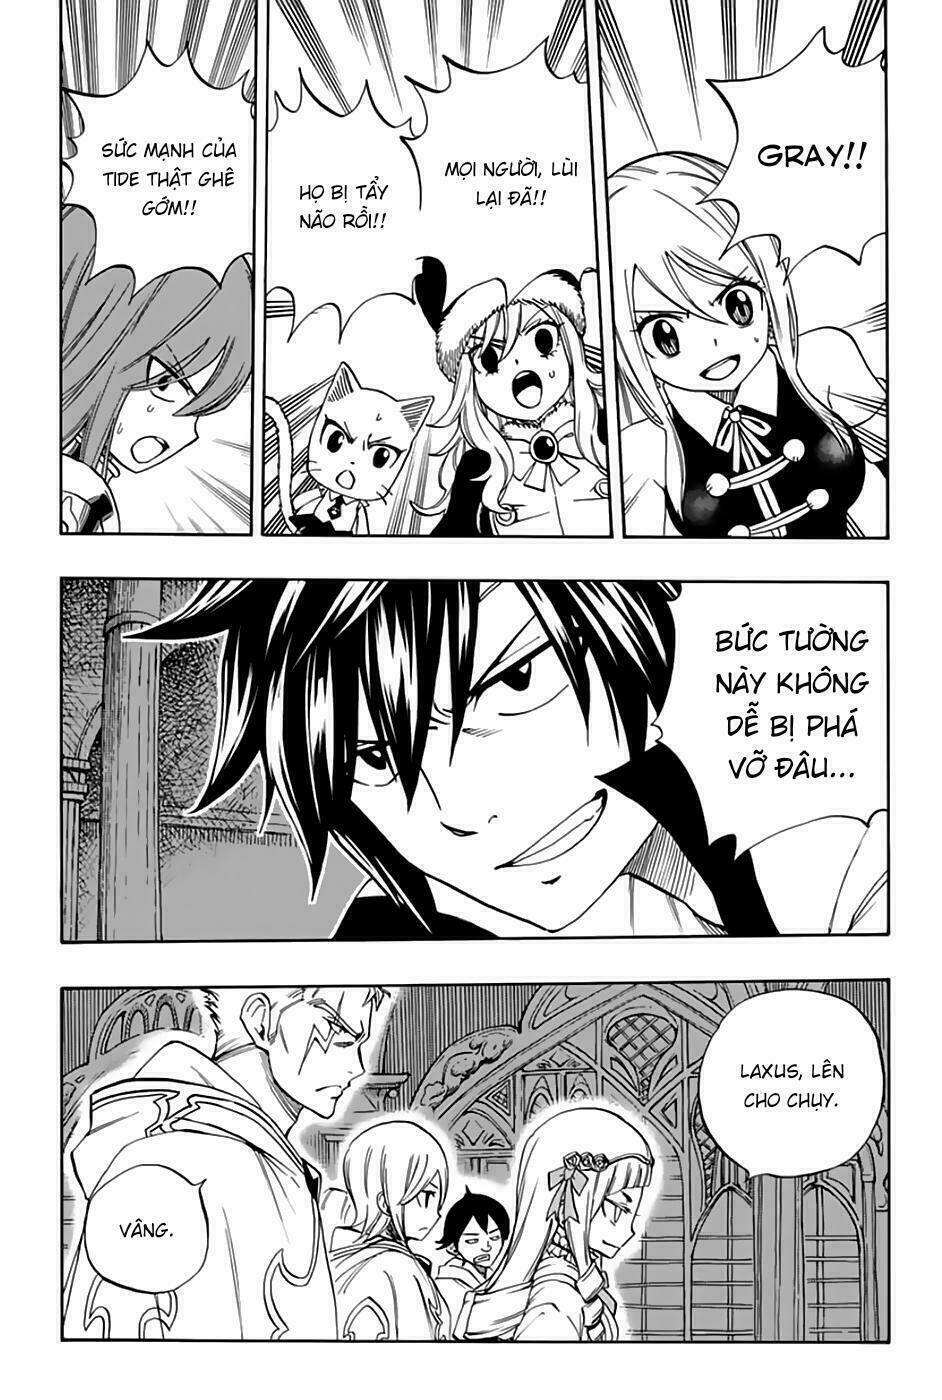 GRAY!!
MỌI NGƯỜI, LÙI
LẠI ĐÃ!!
HỌ BỊ TẨY
NÃO RỒI!!
SỨC MẠNH CỦA
TIDE THẬT GHÊ
GỚM!!
BỨC TƯỜNG
NÀY KHÔNG
DỄ BỊ PHÁ
VỠ ĐÂU...
LAXUS, LÊN
CHO CHỤY.
VÂNG.